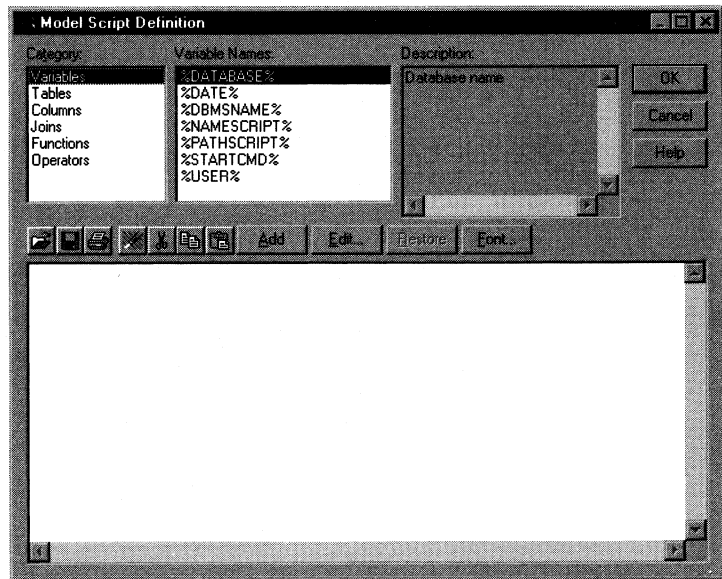 Model Script Definition
Category:
Variables
Tables
Columns
Joins
Functions
Operators
Variable Names:
%DATABASE%
%DATE%
%DBMSNAME%
%NAMESCRIPT%
%PATHSCRIPT%
%STARTCMD%
%USER%
Description:
Database name
OK
Cancel
Help
Add
Edit...
Restore
Font...